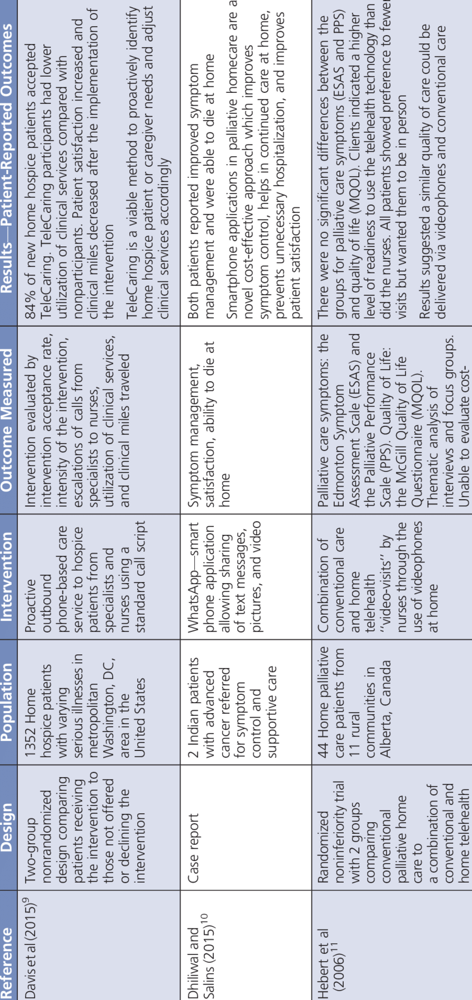 Reference
Design
Population
Intervention
Outcome Measured
Results—Patient-Reported Outcomes
Davis et al (2015)9
Two-group
nonrandomized
design comparing
patients receiving
the intervention to
those not offered
or declining the
intervention
1352 Home
hospice patients
with varying
serious illnesses in
metropolitan
Washington, DC,
area in the
United States
Proactive
outbound
phone-based care
service to hospice
patients from
specialists and
nurses using a
standard call script
Intervention evaluated by
intervention acceptance rate,
intensity of the intervention,
escalations of calls from
specialists to nurses,
utilization of clinical services,
and clinical miles traveled
84% of new home hospice patients accepted
TeleCaring. TeleCaring participants had lower
utilization of clinical services compared with
nonparticipants. Patient satisfaction increased and
clinical miles decreased after the implementation of
the intervention
TeleCaring is a viable method to proactively identify
home hospice patient or caregiver needs and adjust
clinical services accordingly
Dhiliwal and
Salins (2015)10
Case report
2 Indian patients
with advanced
cancer referred
for symptom
control and
supportive care
WhatsApp—smart
phone application
allowing sharing
of text messages,
pictures, and video
Symptom management,
satisfaction, ability to die at
home
Both patients reported improved symptom
management and were able to die at home
Smartphone applications in palliative homecare are a
novel cost-effective approach which improves
symptom control, helps in continued care at home,
prevents unnecessary hospitalization, and improves
patient satisfaction
Hebert et al
(2006)11
Randomized
noninferiority trial
with 2 groups
comparing
conventional
palliative home
care to
a combination of
conventional and
home telehealth
44 Home palliative
care patients from
11 rural
communities in
Alberta, Canada
Combination of
conventional care
and home
telehealth
‘‘video-visits’’ by
nurses through the
use of videophones
at home
Palliative care symptoms: the
Edmonton Symptom
Assessment Scale (ESAS) and
the Palliative Performance
Scale (PPS). Quality of Life:
the McGill Quality of Life
Questionnaire (MQOL).
Thematic analysis of
interviews and focus groups.
Unable to evaluate cost-
There were no significant differences between the
groups for palliative care symptoms (ESAS and PPS)
and quality of life (MQOL). Clients indicated a higher
level of readiness to use the telehealth technology than
did the nurses. All patients showed preference to fewer
visits but wanted them to be in person
Results suggested a similar quality of care could be
delivered via videophones and conventional care